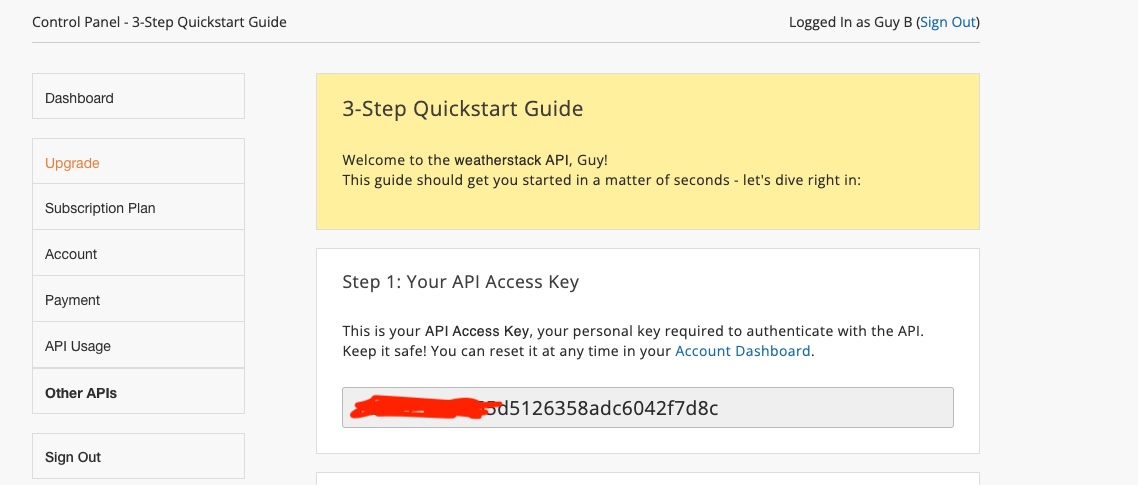 Control Panel - 3-Step Quickstart Guide
Logged In as Guy B (Sign Out)
Dashboard
Upgrade
Subscription Plan
Account
Payment
API Usage
Other APIs
Sign Out
3-Step Quickstart Guide
Welcome to the weatherstack API, Guy!
This guide should get you started in a matter of seconds - let's dive right in:
Step 1: Your API Access Key
This is your API Access Key, your personal key required to authenticate with the API.
Keep it safe! You can reset it at any time in your Account Dashboard.
5d5126358adc6042f7d8c